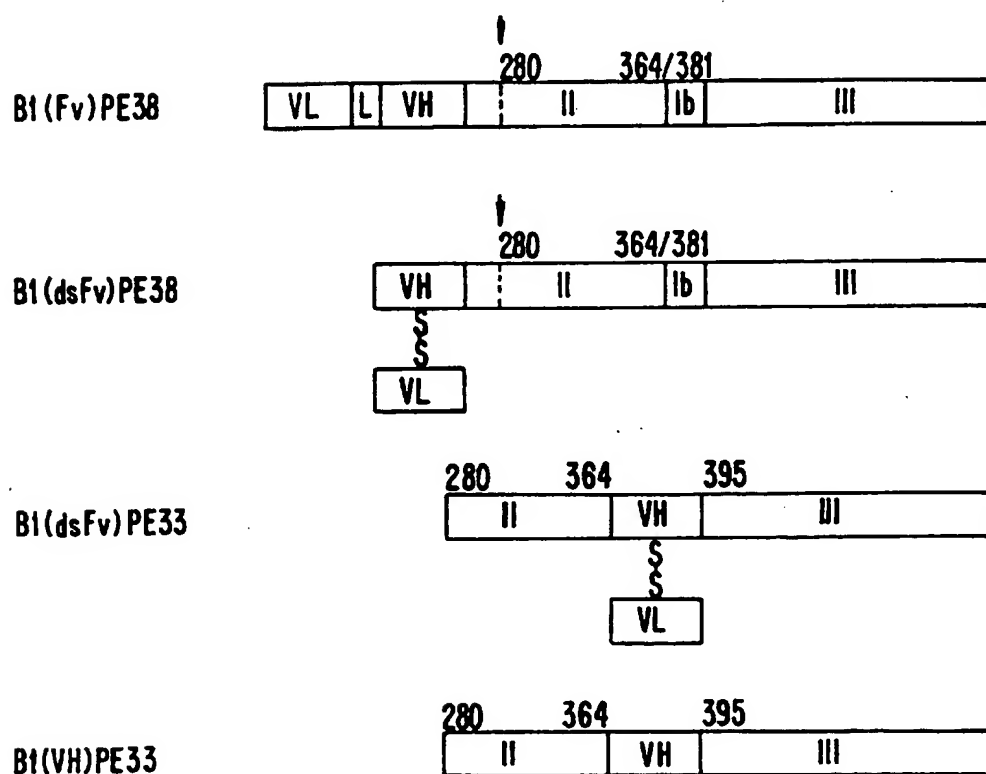 280 364/381
B1(Fv)PE38 VL L VH II Ib III
280 364/381
B1(dsFv)PE38 VH II Ib III
S
S
VL
280 364 395
B1(dsFv)PE33 II VH III
S
S
VL
280 364 395
B1(VH)PE33 II VH III